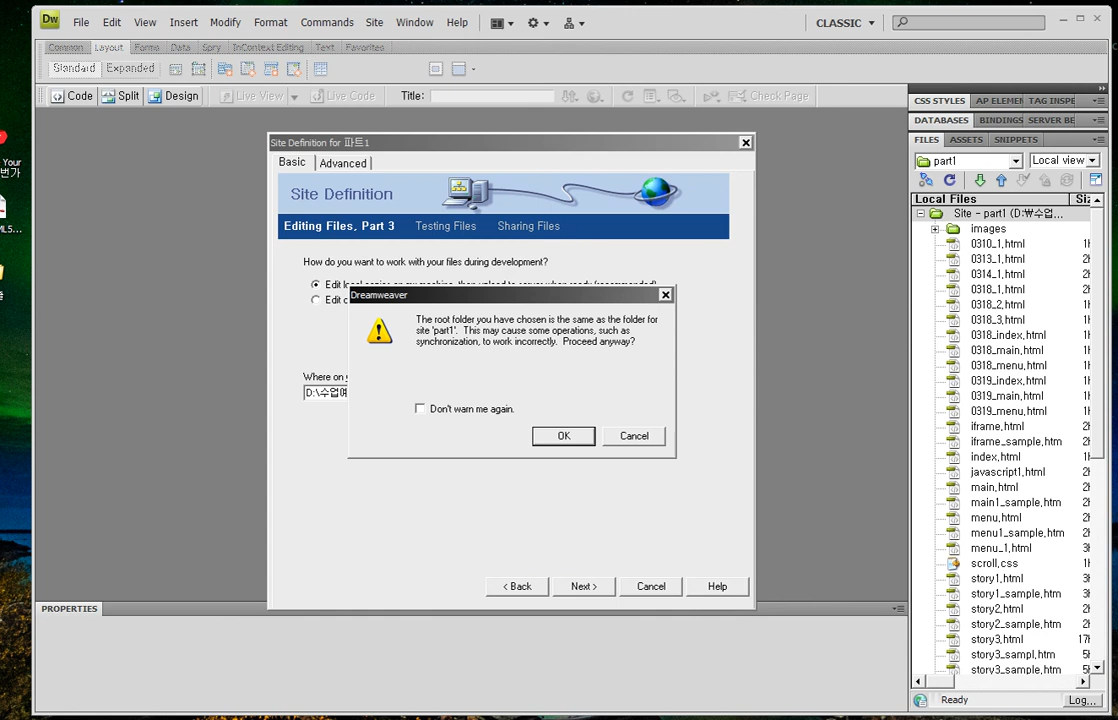 Dw File Edit View Insert Modify Format Commands Site Window Help CLASSIC
Common Layout Forms Data Spry InContext Editing Text Favorites
Standard Expanded
Code Split Design Live View Live Code Title: Check Page
CSS STYLES AP ELEMEN TAG INSPE
DATABASES BINDINGS SERVER BE
FILES ASSETS SNIPPETS
part1 Local view
Local Files Siz
Site - part1 (D:₩수업...
images
0310_1.html 1K
0313_1.html 2K
0314_1.html 2K
0318_1.html 2K
0318_2.html
0318_3.html
0318_index.html
0318_main.html
0318_menu.html
0319_index.html
0319_main.html
0319_menu.html
iframe.html
iframe_sample.htm
index.html
javascript1.html
main.html
main1_sample.htm
menu.html
menu1_sample.htm
menu_1.html
scroll.css
story1.html
story1_sample.htm
story2.html
story2_sample.htm
story3.html
story3_sampl.htm
story3_sample.htm
Ready Log...
Site Definition for 파트1
Basic Advanced
Site Definition
Editing Files, Part 3 Testing Files Sharing Files
How do you want to work with your files during development?
Edit local copies on my machine, then upload to server when ready (recommended)
Edit
Where on
D:\수업예
Dreamweaver
The root folder you have chosen is the same as the folder for
site 'part1'. This may cause some operations, such as
synchronization, to work incorrectly. Proceed anyway?
Don't warn me again.
OK Cancel
< Back Next > Cancel Help
PROPERTIES
Your
번가
ML5...